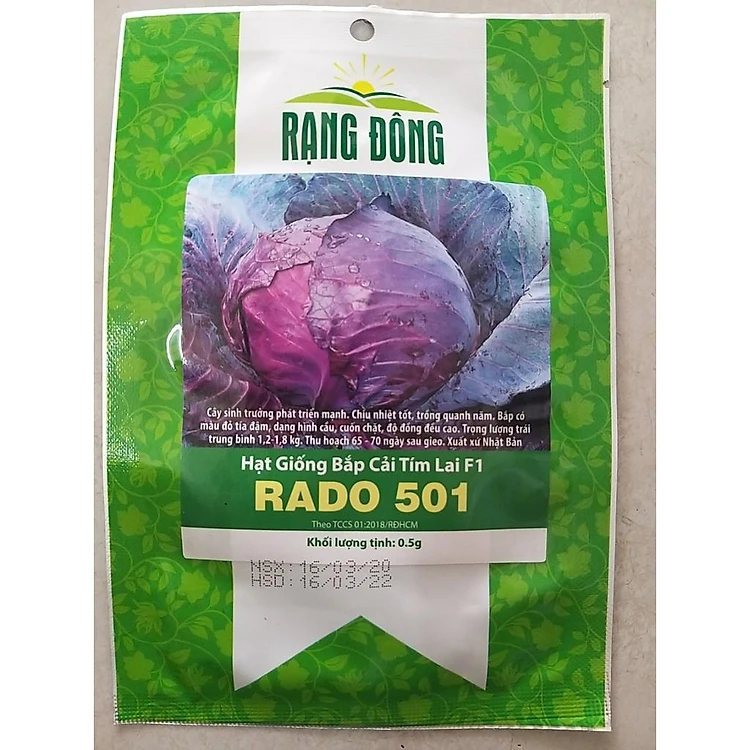 RẠNG ĐÔNG
Cây sinh trưởng phát triển mạnh. Chịu nhiệt tốt, trồng quanh năm. Bắp có
màu đỏ tía đậm, dạng hình cầu, cuốn chặt, độ đồng đều cao. Trọng lượng trái
trung bình 1,2-1,8 kg. Thu hoạch 65 - 70 ngày sau gieo. Xuất xứ Nhật Bản
Hạt Giống Bắp Cải Tím Lai F1
RADO 501
Theo TCCS 01:2018/RĐHCM
Khối lượng tịnh: 0.5g
NSX: 16/03/20
HSD: 16/03/22